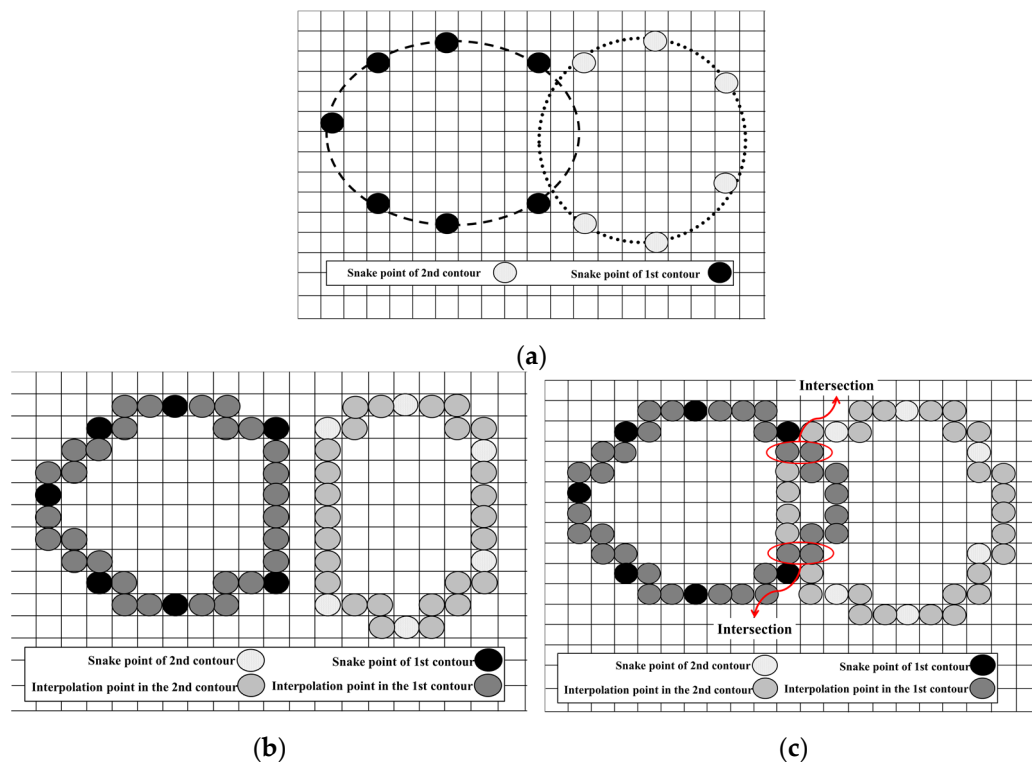 Snake point of 2nd contour
Snake point of 1st contour
(a)
Snake point of 2nd contour
Snake point of 1st contour
Interpolation point in the 2nd contour
Interpolation point in the 1st contour
(b)
Intersection
Intersection
Snake point of 2nd contour
Snake point of 1st contour
Interpolation point in the 2nd contour
Interpolation point in the 1st contour
(c)